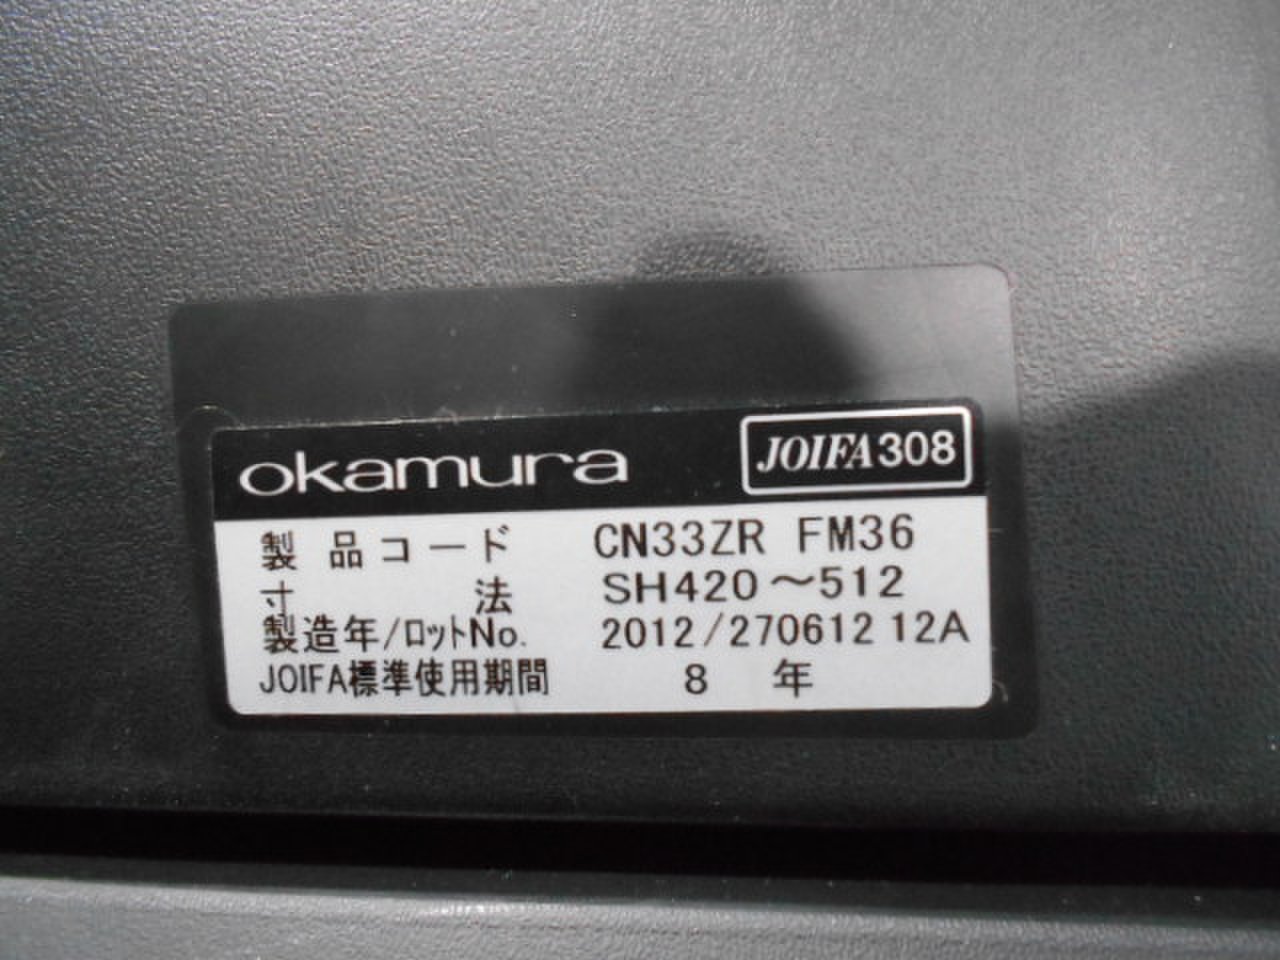 okamura JOIFA308
製品コード CN33ZR FM36
寸法 SH420～512
製造年/ロットNo. 2012/270612 12A
JOIFA標準使用期間 8年